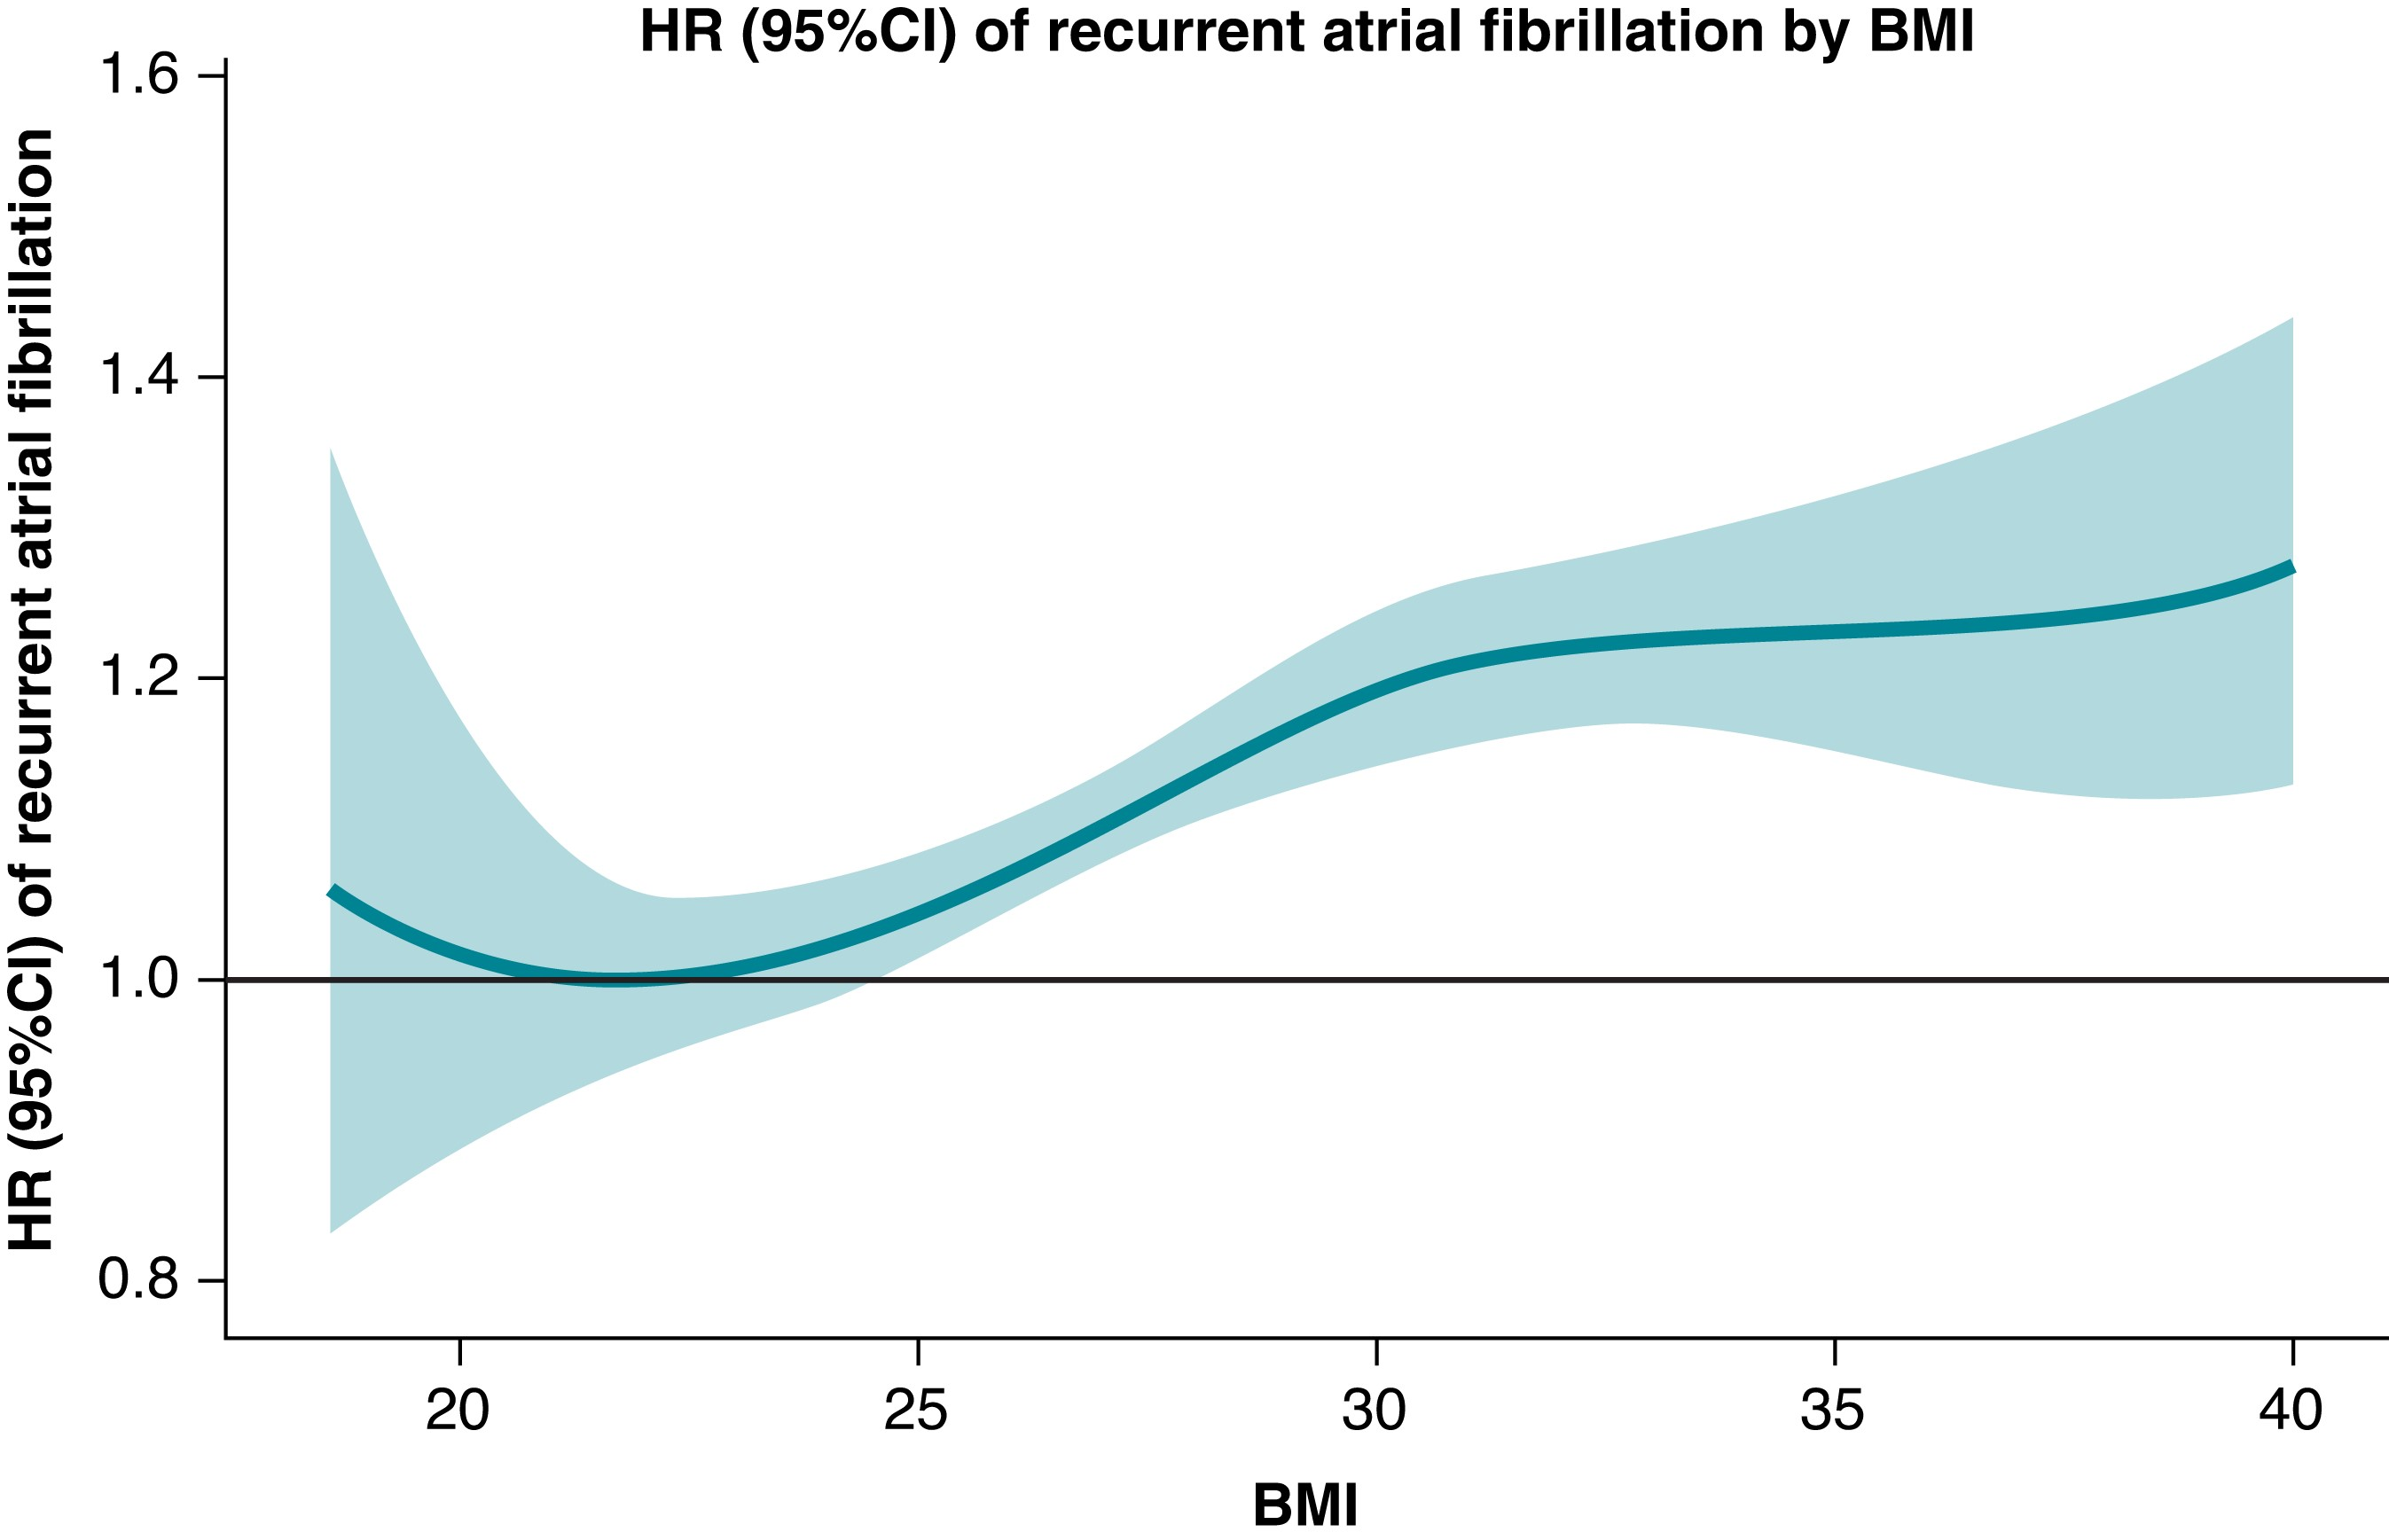 HR (95%CI) of recurrent atrial fibrillation by BMI
HR (95%CI) of recurrent atrial fibrillation
1.6
1.4
1.2
1.0
0.8
20 25 30 35 40
BMI